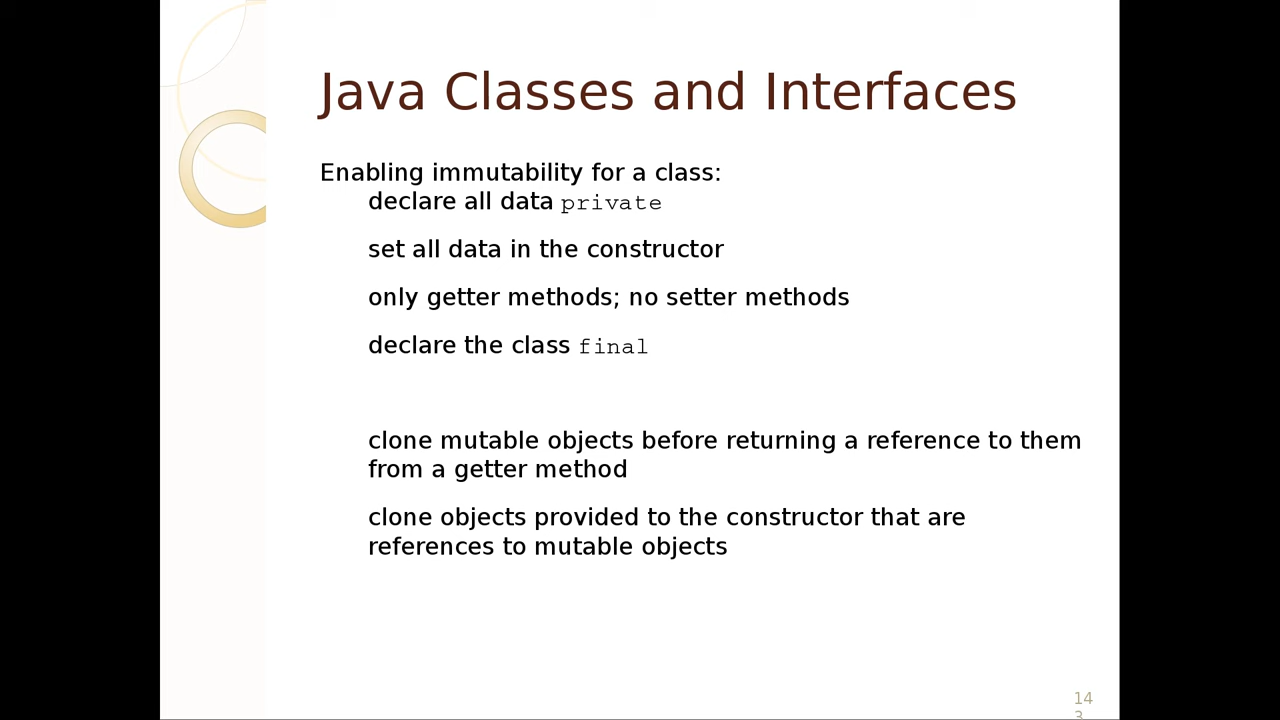 Java Classes and Interfaces
Enabling immutability for a class:
declare all data private
set all data in the constructor
only getter methods; no setter methods
declare the class final
clone mutable objects before returning a reference to them
from a getter method
clone objects provided to the constructor that are
references to mutable objects
14
3